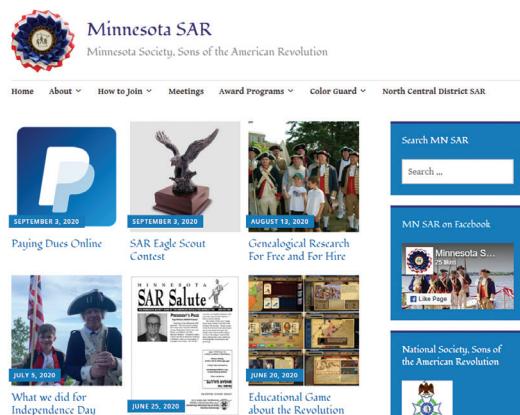 Minnesota SAR
Minnesota Society, Sons of the American Revolution
Home
About
How to Join
Meetings
Award Programs
Color Guard
North Central District SAR
SEPTEMBER 3, 2020
Paying Dues Online
SEPTEMBER 3, 2020
SAR Eagle Scout
Contest
AUGUST 13, 2020
Genealogical Research
For Free and For Hire
Search MN SAR
Search ...
MN SAR on Facebook
Minnesota S...
75 likes
Like Page
JULY 5, 2020
What we did for
Independence Day
MINNESOTA
SAR Salute
PRESIDENT'S PAGE
JUNE 25, 2020
JUNE 20, 2020
Educational Game
about the Revolution
National Society, Sons of
the American Revolution